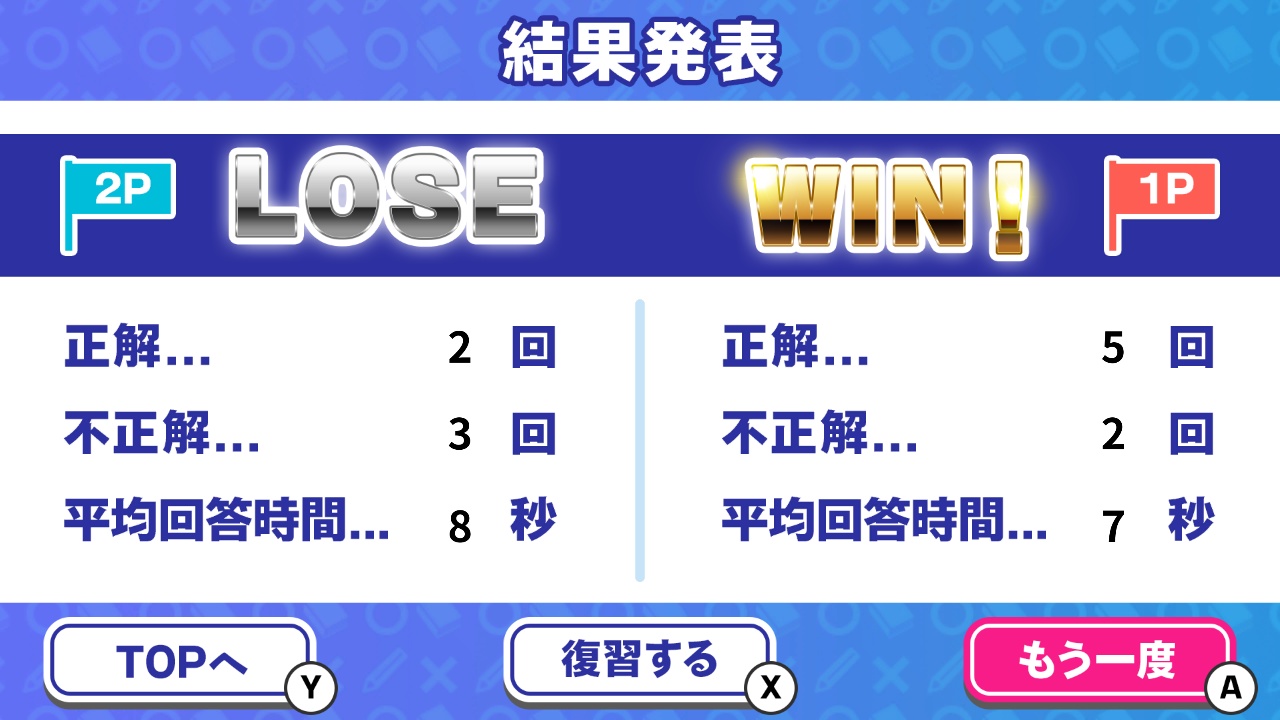 結果発表
2P LOSE
WIN! 1P
正解... 2 回
不正解... 3 回
平均回答時間... 8 秒
正解... 5 回
不正解... 2 回
平均回答時間... 7 秒
TOPへ Y
復習する X
もう一度 A